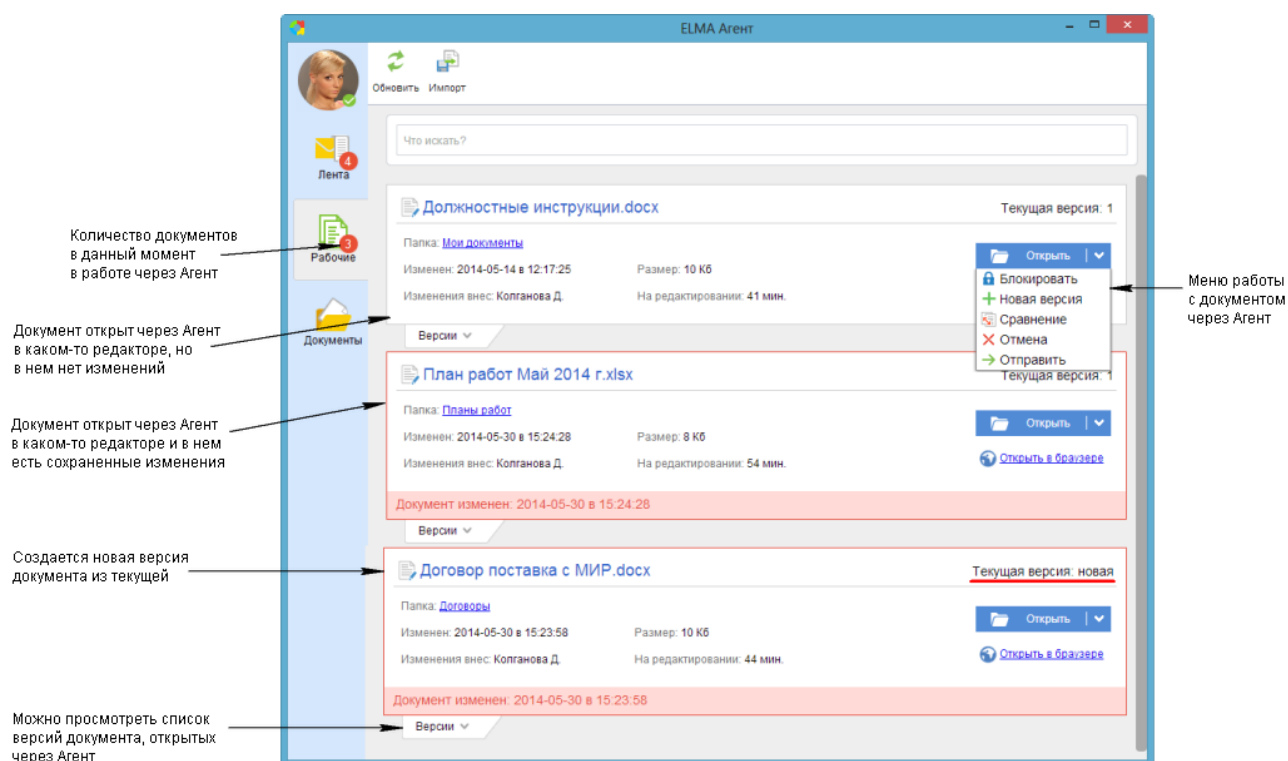 ELMA Агент
Обновить Импорт
Что искать?
4
Лента
3
Рабочие
Документы
Должностные инструкции.docx
Текущая версия: 1
Папка: Мои документы
Изменен: 2014-05-14 в 12:17:25
Размер: 10 Кб
Изменения внес: Колганова Д.
На редактировании: 41 мин.
Открыть
Блокировать
Новая версия
Сравнение
Отмена
Отправить
Версии
План работ Май 2014 г.xlsx
Текущая версия: 1
Папка: Планы работ
Изменен: 2014-05-30 в 15:24:28
Размер: 8 Кб
Изменения внес: Колганова Д.
На редактировании: 54 мин.
Открыть
Открыть в браузере
Документ изменен: 2014-05-30 в 15:24:28
Версии
Договор поставка с МИР.docx
Текущая версия: новая
Папка: Договоры
Изменен: 2014-05-30 в 15:23:58
Размер: 10 Кб
Изменения внес: Колганова Д.
На редактировании: 44 мин.
Открыть
Открыть в браузере
Документ изменен: 2014-05-30 в 15:23:58
Версии
Количество документов
в данный момент
в работе через Агент
Документ открыт через Агент
в каком-то редакторе, но
в нем нет изменений
Документ открыт через Агент
в каком-то редакторе и в нем
есть сохраненные изменения
Создается новая версия
документа из текущей
Можно просмотреть список
версий документа, открытых
через Агент
Меню работы
с документом
через Агент